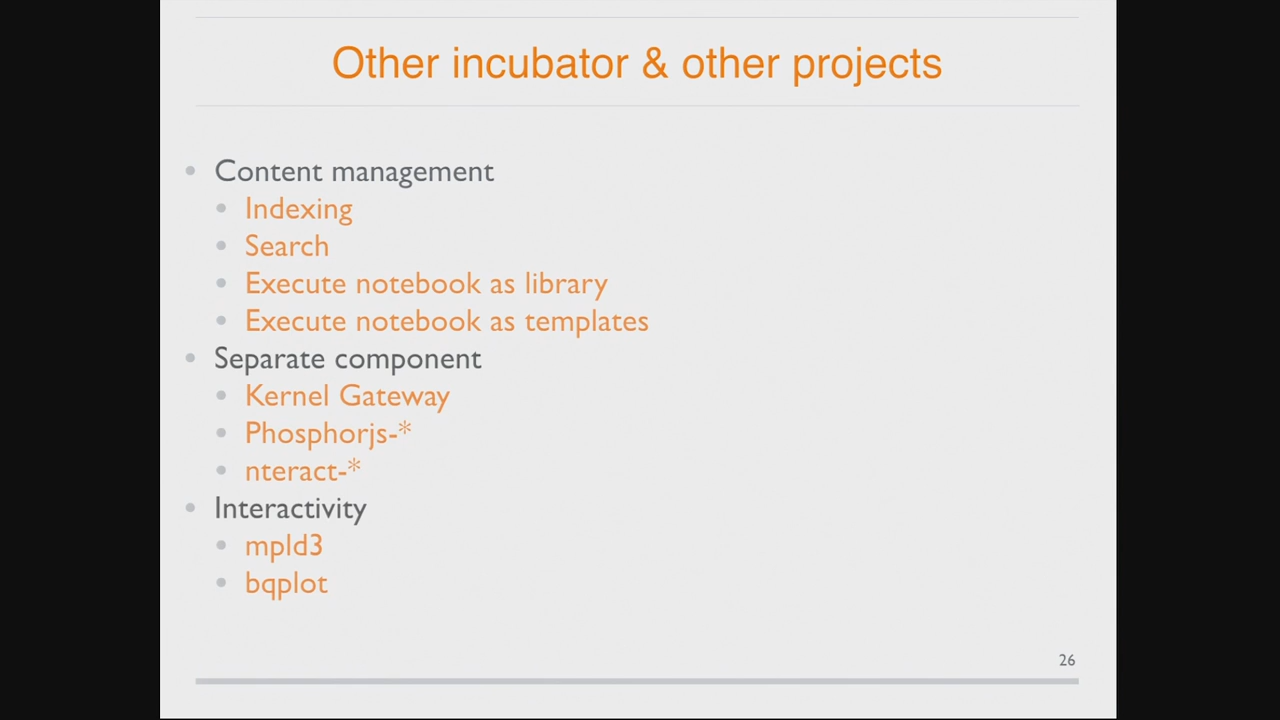 Other incubator & other projects
• Content management
• Indexing
• Search
• Execute notebook as library
• Execute notebook as templates
• Separate component
• Kernel Gateway
• Phosphorjs-*
• nteract-*
• Interactivity
• mpld3
• bqplot
26